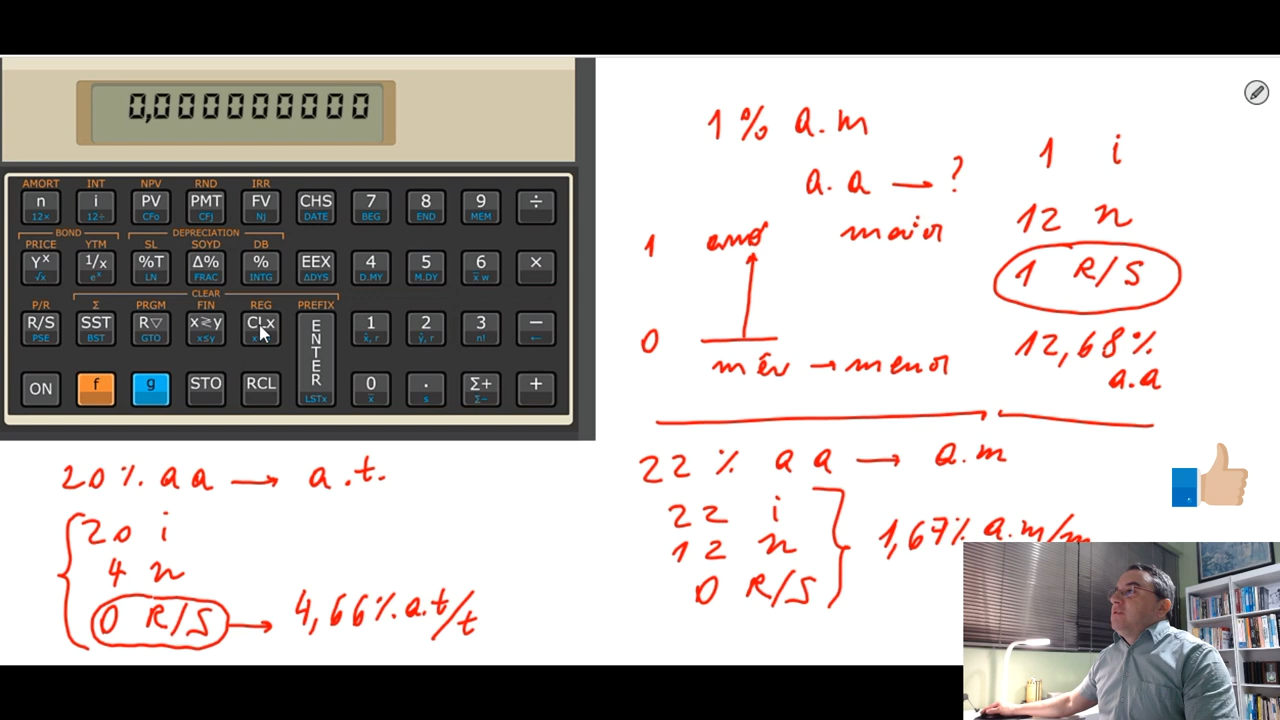 0,000000000
AMORT INT NPV RND IRR
n i PV PMT FV CHS 7 8 9 ÷
12× 12÷ CFo CFj Nj DATE BEG END MEM
BOND DEPRECIATION
PRICE YTM SL SOYD DB
Yx 1/x %T Δ% % EEX 4 5 6 ×
√x ex LN FRAC INTG ΔDYS D.MY M.DY x̄ w
CLEAR
P/R Σ PRGM FIN REG PREFIX
R/S SST R▽ x≷y CLx ENTER 1 2 3 −
PSE BST GTO x≤y x̄, r ŷ, r n! ←
ON f g STO RCL 0 . Σ+ +
LSTx x̄ s Σ−
1% a.m
a.a → ?
1 ano maior
0
mês → menor
1 i
12 n
1 R/S
12,68%
a.a
20% aa → a.t.
20 i
4 n
0 R/S → 4,66% a.t/t
22% aa → a.m
22 i
12 n
0 R/S
1,67% a.m/m